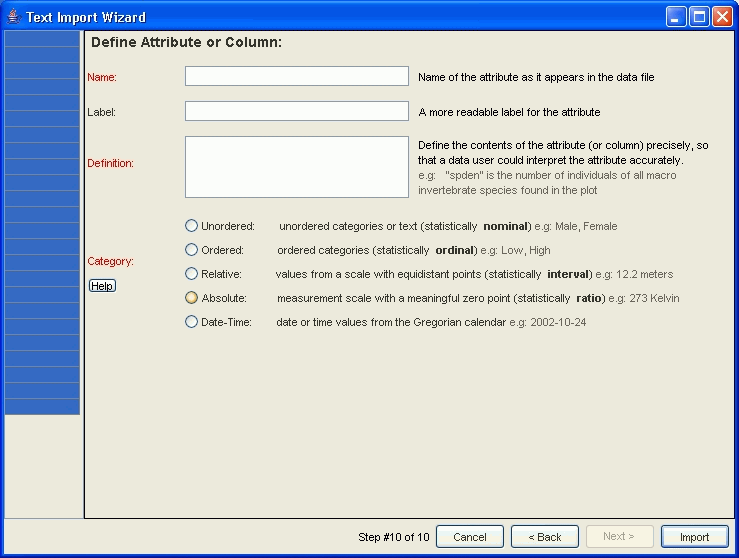 Text Import Wizard
Define Attribute or Column:
Name: Name of the attribute as it appears in the data file
Label: A more readable label for the attribute
Definition: Define the contents of the attribute (or column) precisely, so
that a data user could interpret the attribute accurately.
e.g: "spden" is the number of individuals of all macro
invertebrate species found in the plot
Category:
Help
Unordered: unordered categories or text (statistically nominal) e.g: Male, Female
Ordered: ordered categories (statistically ordinal) e.g: Low, High
Relative: values from a scale with equidistant points (statistically interval) e.g: 12.2 meters
Absolute: measurement scale with a meaningful zero point (statistically ratio) e.g: 273 Kelvin
Date-Time: date or time values from the Gregorian calendar e.g: 2002-10-24
Step #10 of 10 Cancel < Back Next > Import